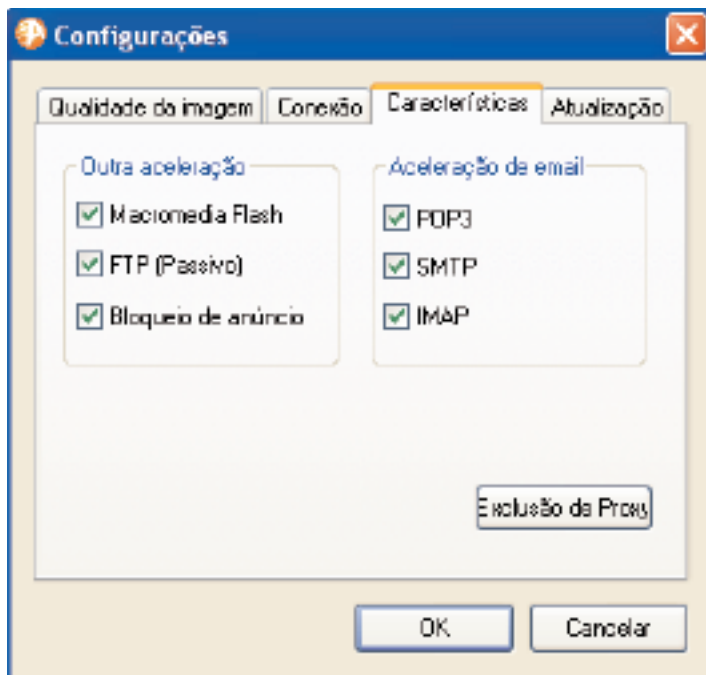 Configurações
Qualidade da imagem
Conexão
Características
Atualização
Outra aceleração
Macromedia Flash
FTP (Passivo)
Bloqueio de anúncio
Aceleração de email
POP3
SMTP
IMAP
Exclusão de Proxy
OK
Cancelar